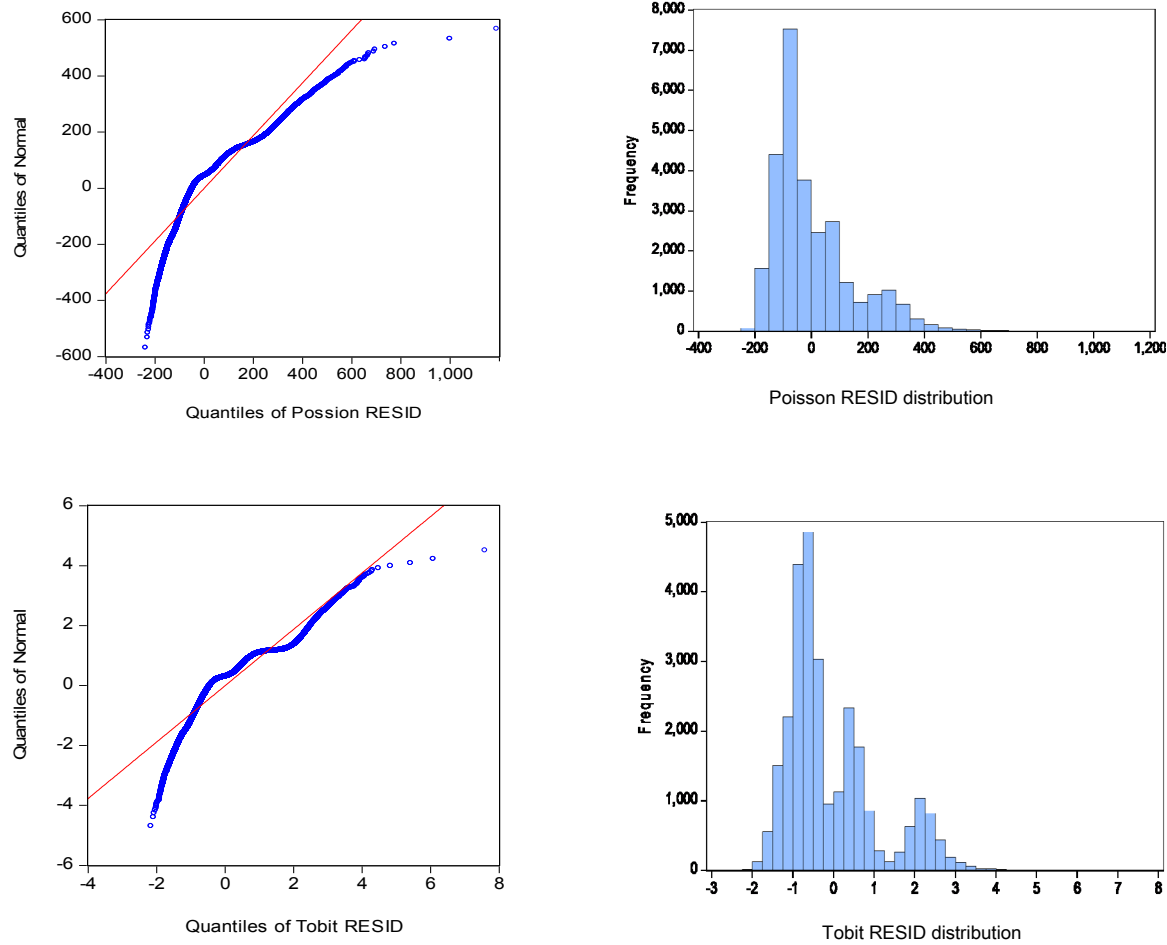 600
400
200
0
-200
-400
-600
Quantiles of Normal
-400 -200 0 200 400 600 800 1,000
Quantiles of Possion RESID
8,000
7,000
6,000
5,000
4,000
3,000
2,000
1,000
0
Frequency
-400 -200 0 200 400 600 800 1,000 1,200
Poisson RESID distribution
6
4
2
0
-2
-4
-6
Quantiles of Normal
-4 -2 0 2 4 6 8
Quantiles of Tobit RESID
5,000
4,000
3,000
2,000
1,000
0
Frequency
-3 -2 -1 0 1 2 3 4 5 6 7 8
Tobit RESID distribution